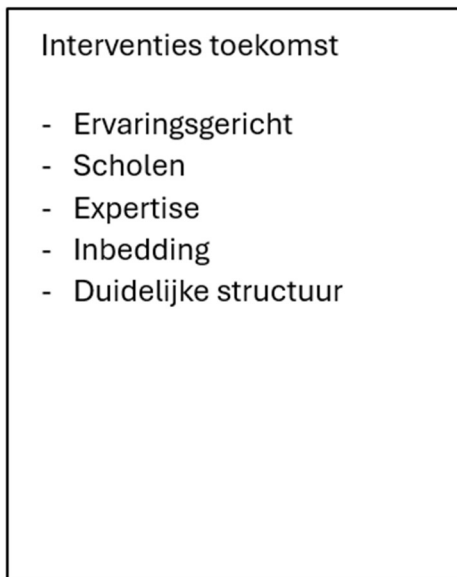 Interventies toekomst
- Ervaringsgericht
- Scholen
- Expertise
- Inbedding
- Duidelijke structuur